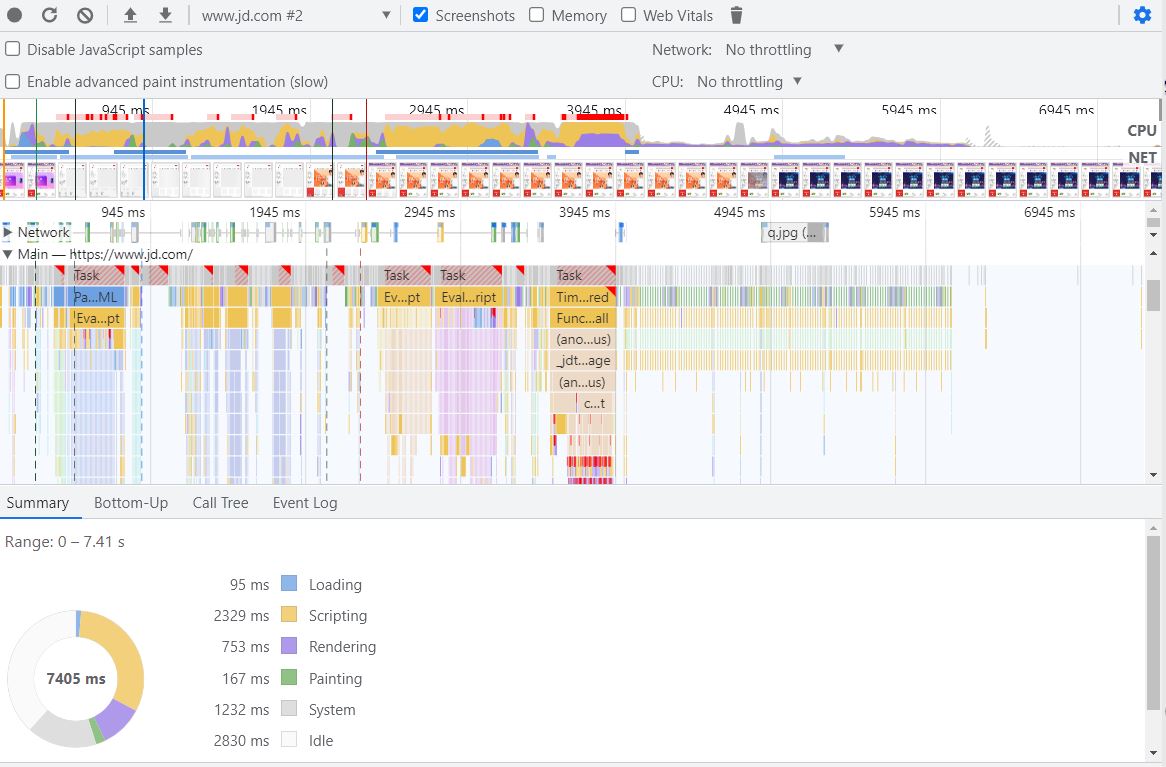 www.jd.com #2 Screenshots Memory Web Vitals
Disable JavaScript samples Network: No throttling
Enable advanced paint instrumentation (slow) CPU: No throttling
945 ms 1945 ms 2945 ms 3945 ms 4945 ms 5945 ms 6945 ms
CPU
NET
945 ms 1945 ms 2945 ms 3945 ms 4945 ms 5945 ms 6945 ms
Network q.jpg (...
Main — https://www.jd.com/
Task Task Task Task
Pa...ML Ev...pt Eval...ript Tim...red
Eva...pt Func...all
(ano...us)
_jdt...age
(an...us)
c...t
Summary Bottom-Up Call Tree Event Log
Range: 0 – 7.41 s
95 ms Loading
2329 ms Scripting
753 ms Rendering
7405 ms 167 ms Painting
1232 ms System
2830 ms Idle